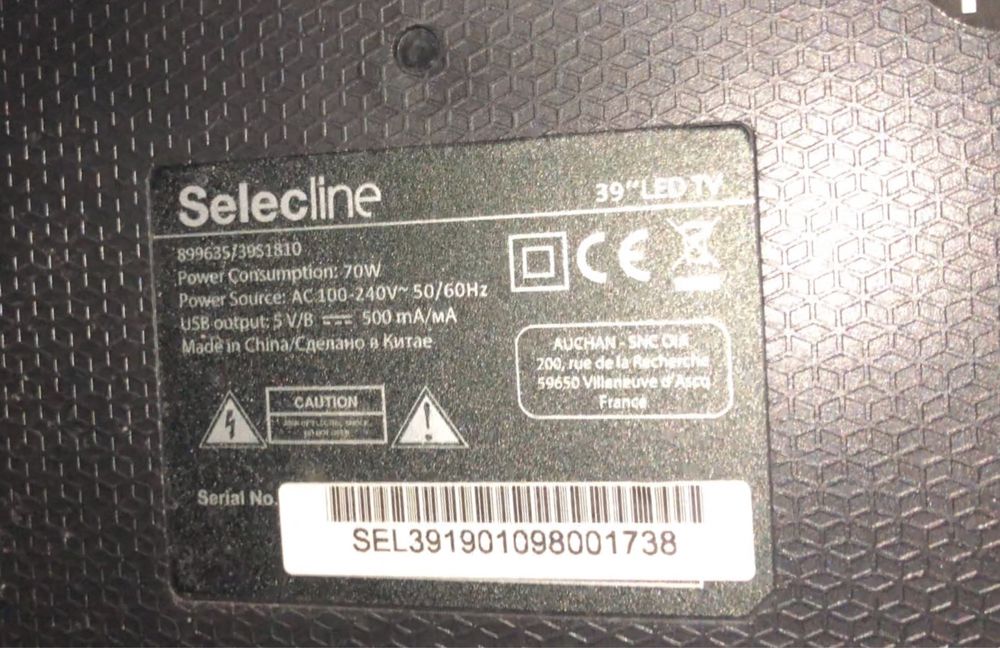 Selecline
39" LED TV
899635/39S1810
Power Consumption: 70W
Power Source: AC 100-240V~ 50/60Hz
USB output: 5 V/B 500 mA/мА
Made in China/Сделано в Китае
CE
AUCHAN - SNC OIA
200, rue de la Recherche
59650 Villeneuve d'Ascq
France
CAUTION
Serial No.
SEL391901098001738